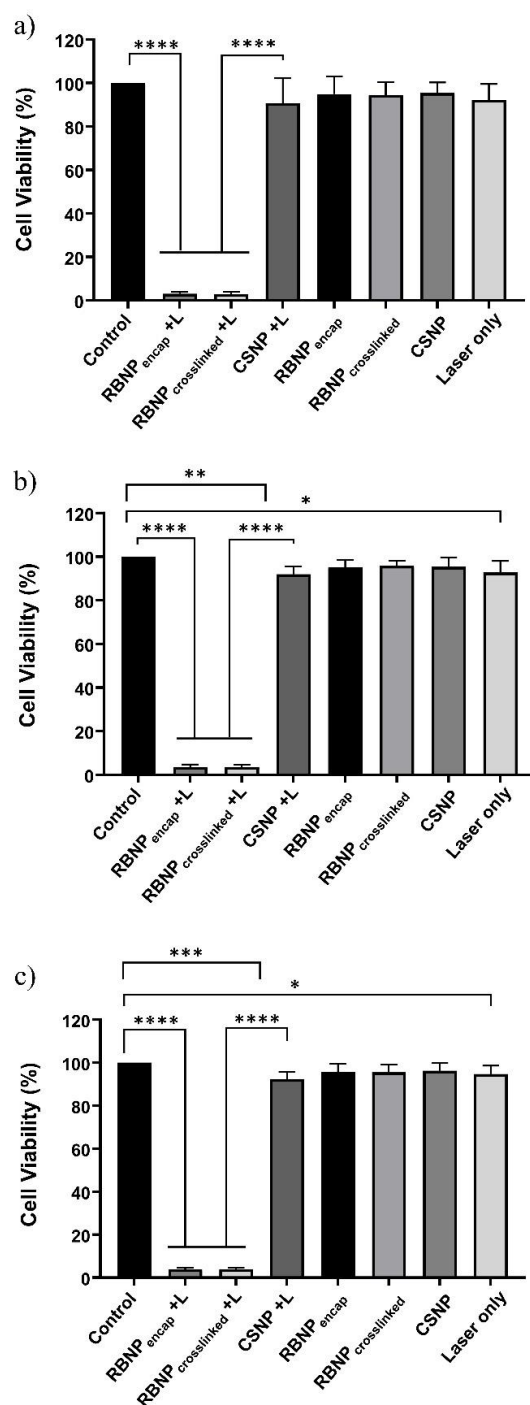 a)
**** ****
Cell Viability (%)
120
100
80
60
40
20
0
Control
RBNP encap +L
RBNP crosslinked +L
CSNP +L
RBNP encap
RBNP crosslinked
CSNP
Laser only
b)
**
*
**** ****
Cell Viability (%)
120
100
80
60
40
20
0
Control
RBNP encap +L
RBNP crosslinked +L
CSNP +L
RBNP encap
RBNP crosslinked
CSNP
Laser only
c)
***
*
**** ****
Cell Viability (%)
120
100
80
60
40
20
0
Control
RBNP encap +L
RBNP crosslinked +L
CSNP +L
RBNP encap
RBNP crosslinked
CSNP
Laser only